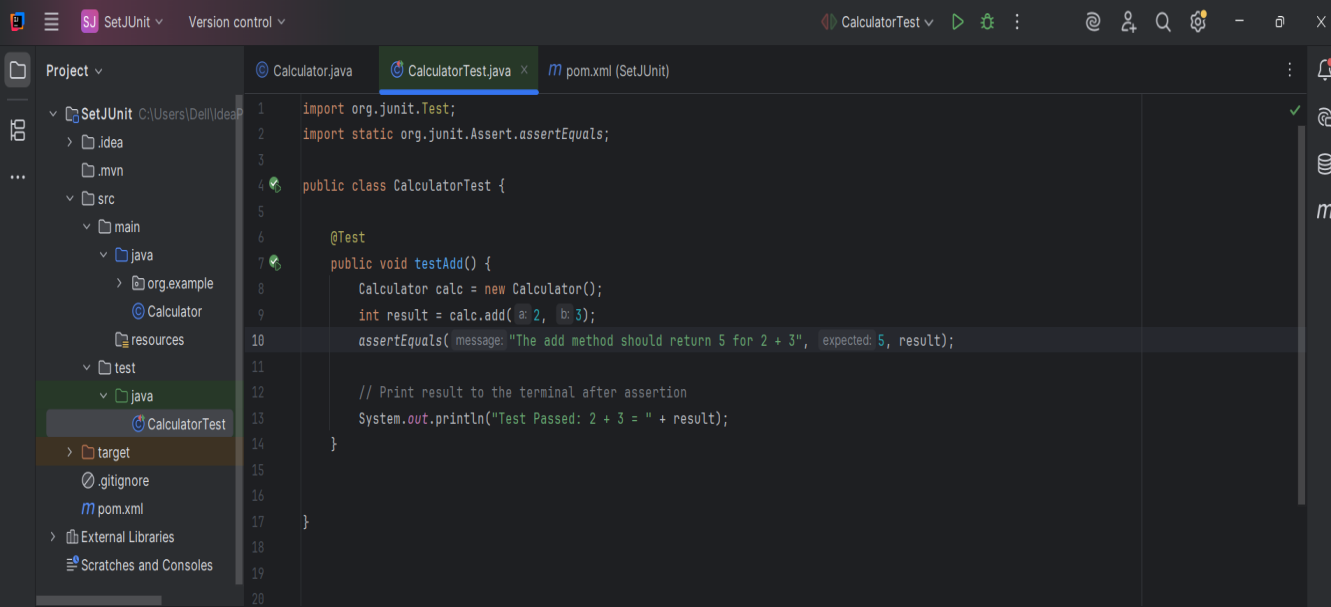 SJ SetJUnit Version control CalculatorTest
Project
Calculator.java CalculatorTest.java pom.xml (SetJUnit)
SetJUnit C:\Users\Dell\IdeaP
.idea
.mvn
src
main
java
org.example
Calculator
resources
test
java
CalculatorTest
target
.gitignore
m pom.xml
External Libraries
Scratches and Consoles
1 import org.junit.Test;
2 import static org.junit.Assert.assertEquals;
3
4 public class CalculatorTest {
5
6 @Test
7 public void testAdd() {
8 Calculator calc = new Calculator();
9 int result = calc.add( a: 2, b: 3);
10 assertEquals( message: "The add method should return 5 for 2 + 3", expected: 5, result);
11
12 // Print result to the terminal after assertion
13 System.out.println("Test Passed: 2 + 3 = " + result);
14 }
15
16
17 }
18
19
20